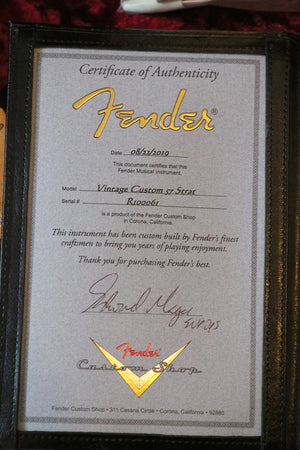 Certificate of Authenticity
Fender®
Date 08/22/2019
This document certifies that this
Fender Musical instrument,
Model Vintage Custom 57 Strat
Serial # R100061
is a product of the Fender Custom Shop
in Corona, California.
This instrument has been custom built by Fender's finest
craftsmen to bring you years of playing enjoyment.
Thank you for purchasing Fender's best.
Fender
Custom Shop
Fender Custom Shop • 311 Cessna Circle • Corona, California • 92880